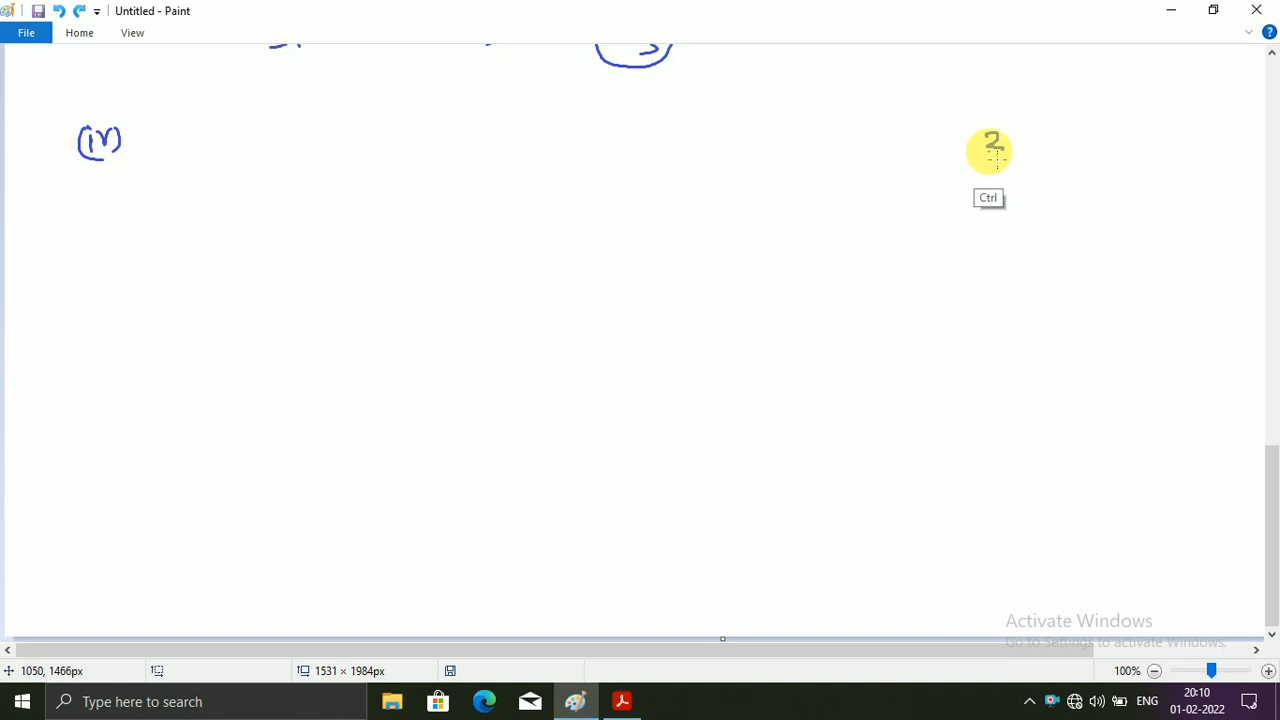 Untitled - Paint
File Home View
3
(iv)
2
Ctrl
Activate Windows
Go to Settings to activate Windows.
1050, 1466px
1531 × 1984px
100%
Type here to search
ENG
20:10
01-02-2022